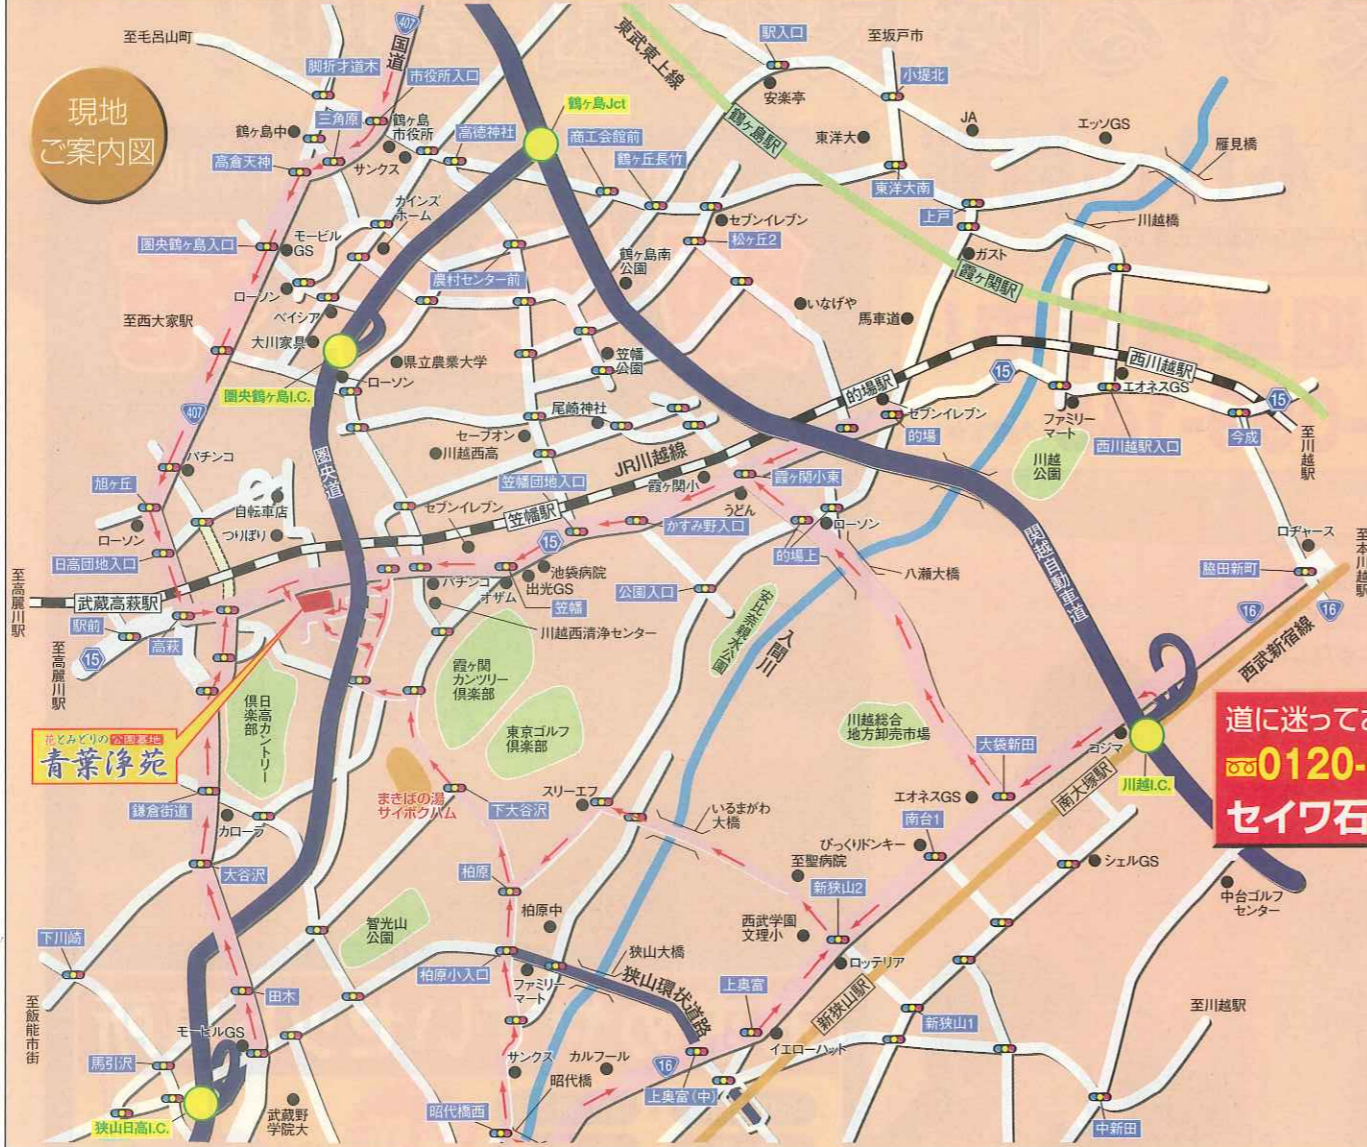 現地
ご案内図
至毛呂山町
407
国道
脚折才道木
市役所入口
三角原
鶴ヶ島中
鶴ヶ島
市役所
サンクス
高倉天神
高徳神社
鶴ヶ島Jct
商工会館前
鶴ヶ丘長竹
東武東上線
駅入口
至坂戸市
小堤北
安楽亭
鶴ヶ島駅
東洋大
JA
エッソGS
雁見橋
東洋大南
上戸
川越橋
カインズ
ホーム
圏央鶴ヶ島入口
モービル
GS
農村センター前
鶴ヶ島南
公園
セブンイレブン
松ヶ丘2
ガスト
霞ヶ関駅
ローソン
ベイシア
至西大家駅
大川家具
県立農業大学
ローソン
圏央鶴ヶ島I.C.
笠幡
公園
いなげや
馬車道
的場駅
15
西川越駅
エオネスGS
15
407
尾崎神社
セーブオン
川越西高
セブンイレブン
的場
ファミリー
マート
西川越駅入口
今成
至川越駅
圏央道
パチンコ
旭ヶ丘
自転車店
ローソン
つりぼり
日高団地入口
セブンイレブン
笠幡団地入口
JR川越線
霞ヶ関小
霞ヶ関小東
うどん
笠幡駅
15
かすみ野入口
的場上
ローソン
川越
公園
関越自動車道
ロヂャース
至本川越駅
脇田新町
16
16
至高麗川駅
武蔵高萩駅
駅前
15
高萩
至高麗川駅
パチンコ
オザム
出光GS
池袋病院
笠幡
川越西清浄センター
公園入口
八瀬大橋
安比奈親水公園
入間川
西武新宿線
霞ヶ関
カンツリー
倶楽部
東京ゴルフ
倶楽部
日高カントリー
倶楽部
花とみどりの公園墓地
青葉浄苑
川越総合
地方卸売市場
大袋新田
コジマ
川越I.C.
南大塚駅
道に迷ってお
0120-
セイワ石
まきばの湯
サイボクハム
下大谷沢
スリーエフ
いるまがわ
大橋
エオネスGS
南台1
びっくりドンキー
シェルGS
中台ゴルフ
センター
鎌倉街道
カローラ
大谷沢
柏原
至聖病院
新狭山2
柏原中
西武学園
文理小
ロッテリア
智光山
公園
下川崎
柏原小入口
ファミリー
マート
狭山大橋
狭山環状道路
上奥富
新狭山駅
新狭山1
至川越駅
至飯能市街
田木
モービルGS
馬引沢
狭山日高I.C.
武蔵野
学院大
サンクス
カルフール
昭代橋
昭代橋西
16
イエローハット
上奥富(中)
中新田